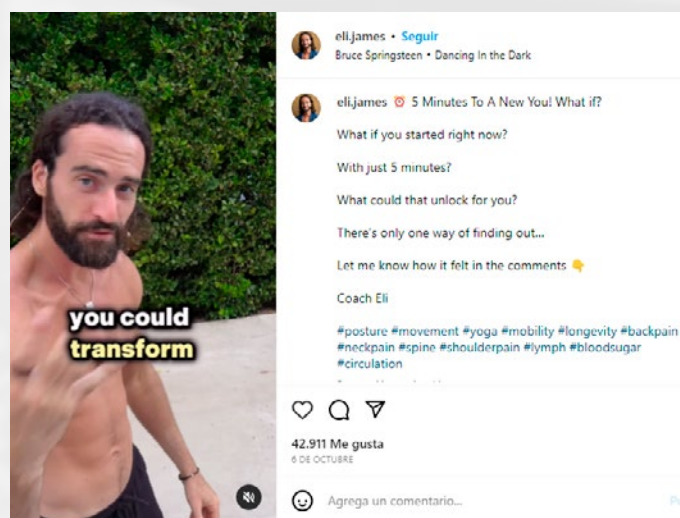 eli.james • Seguir
Bruce Springsteen • Dancing In the Dark
eli.james ⏰ 5 Minutes To A New You! What if?
What if you started right now?
With just 5 minutes?
What could that unlock for you?
There's only one way of finding out...
Let me know how it felt in the comments 👇
Coach Eli
#posture #movement #yoga #mobility #longevity #backpain
#neckpain #spine #shoulderpain #lymph #bloodsugar
#circulation
you could
transform
42.911 Me gusta
6 DE OCTUBRE
Agrega un comentario...